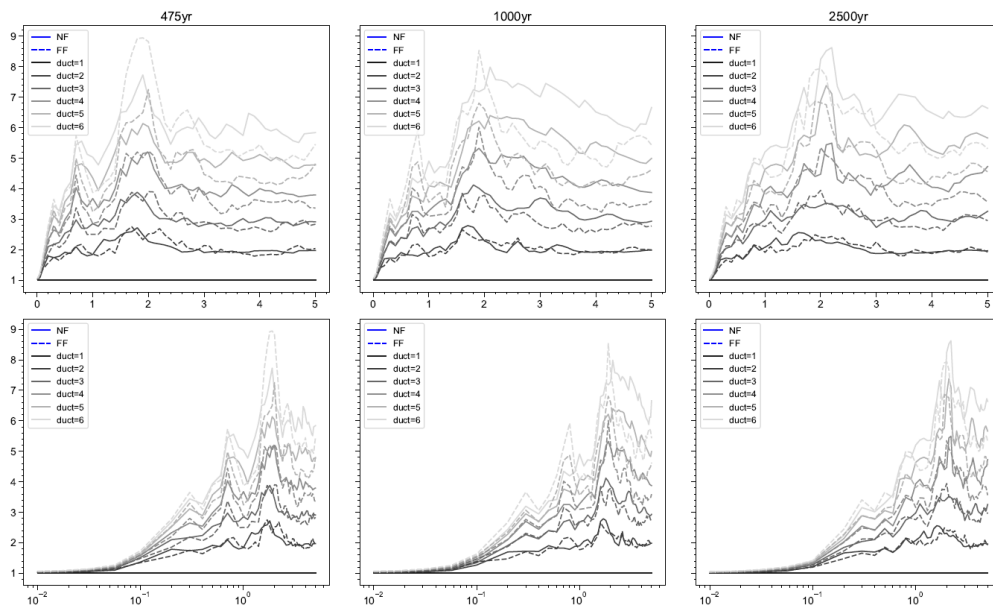 475yr
1000yr
2500yr
9
8
7
6
5
4
3
2
1
NF
FF
duct=1
duct=2
duct=3
duct=4
duct=5
duct=6
0 1 2 3 4 5
NF
FF
duct=1
duct=2
duct=3
duct=4
duct=5
duct=6
0 1 2 3 4 5
NF
FF
duct=1
duct=2
duct=3
duct=4
duct=5
duct=6
0 1 2 3 4 5
9
8
7
6
5
4
3
2
1
NF
FF
duct=1
duct=2
duct=3
duct=4
duct=5
duct=6
10⁻² 10⁻¹ 10⁰
NF
FF
duct=1
duct=2
duct=3
duct=4
duct=5
duct=6
10⁻² 10⁻¹ 10⁰
NF
FF
duct=1
duct=2
duct=3
duct=4
duct=5
duct=6
10⁻² 10⁻¹ 10⁰